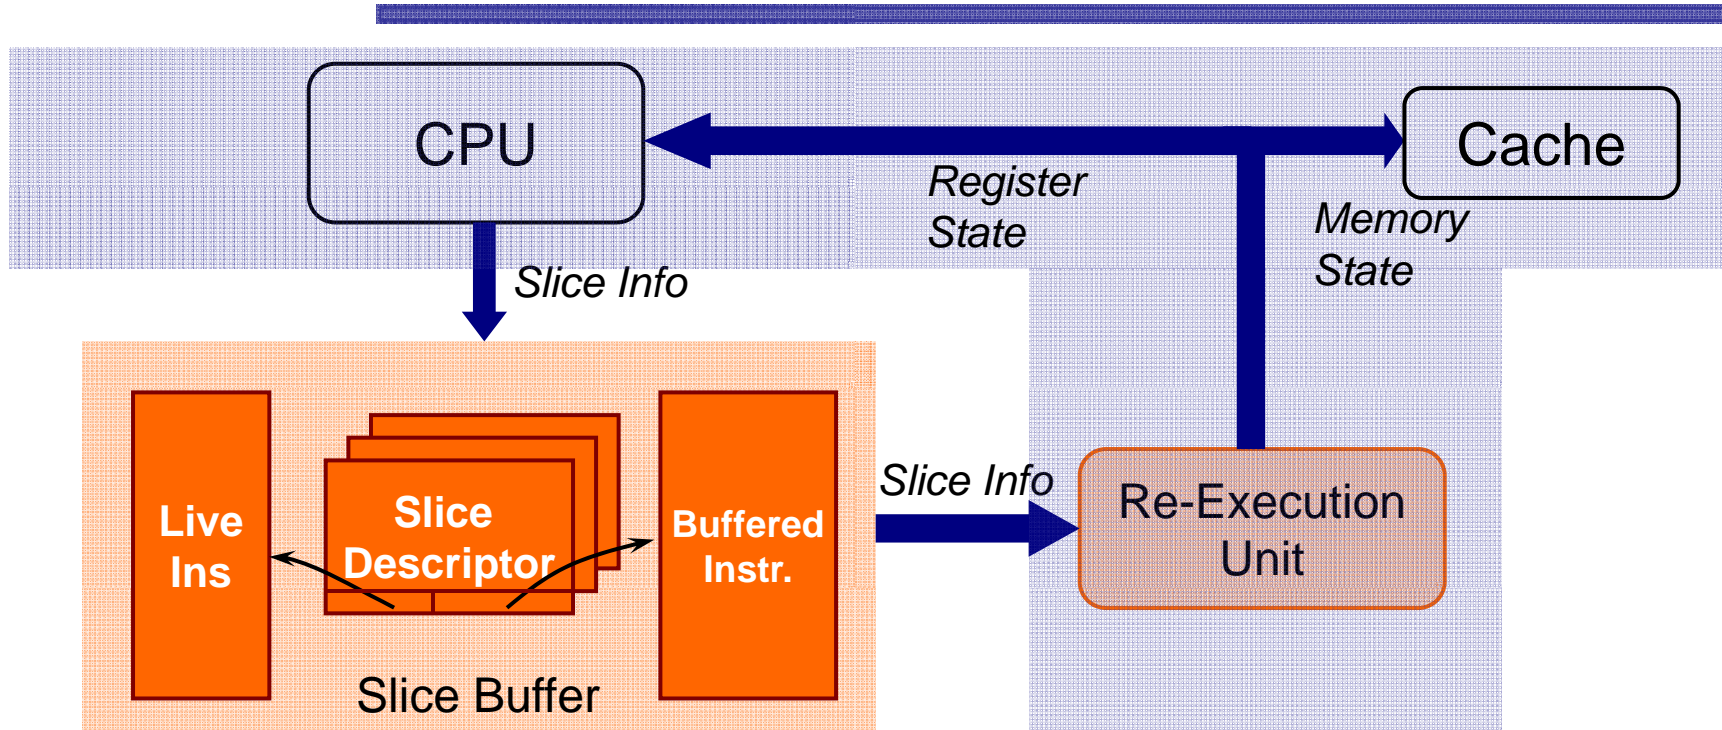 CPU
Cache
Register
State
Memory
State
Slice Info
Live
Ins
Slice
Descriptor
Buffered
Instr.
Slice Buffer
Slice Info
Re-Execution
Unit